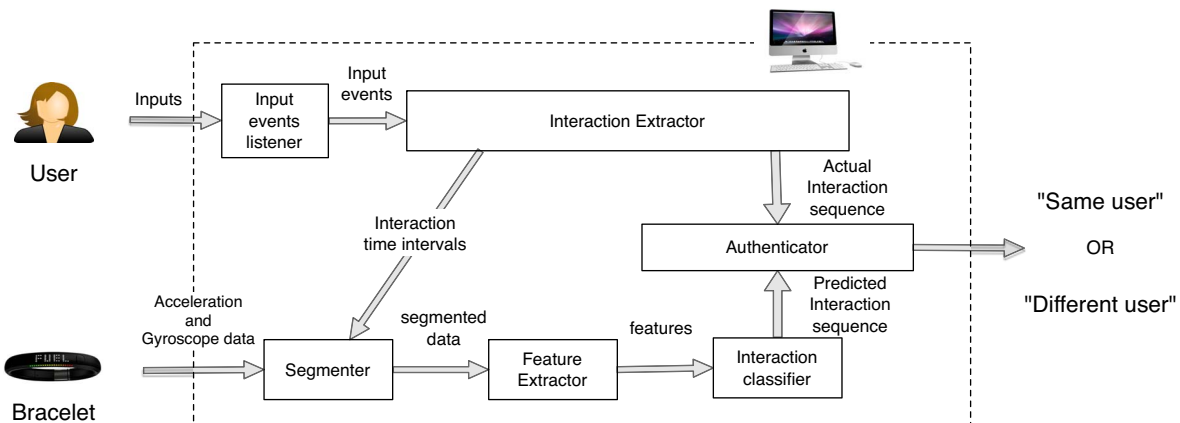 Inputs
Input
events
listener
Input
events
Interaction Extractor
User
Actual
Interaction
sequence
Interaction
time intervals
Authenticator
"Same user"
OR
"Different user"
Predicted
Interaction
sequence
Acceleration
and
Gyroscope data
FUEL
Bracelet
Segmenter
segmented
data
Feature
Extractor
features
Interaction
classifier